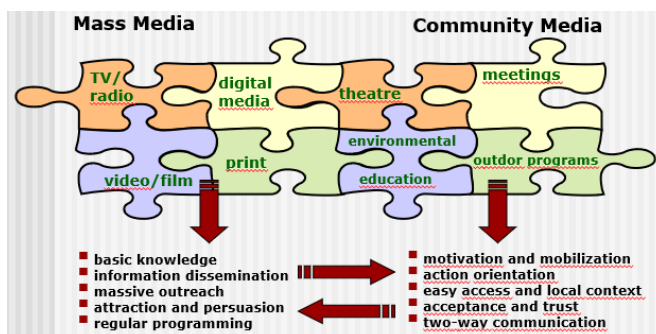 Mass Media
Community Media
TV/
radio
digital
media
theatre
meetings
video/film
print
environmental
education
outdor programs
basic knowledge
information dissemination
massive outreach
attraction and persuasion
regular programming
motivation and mobilization
action orientation
easy access and local context
acceptance and trust
two-way communication